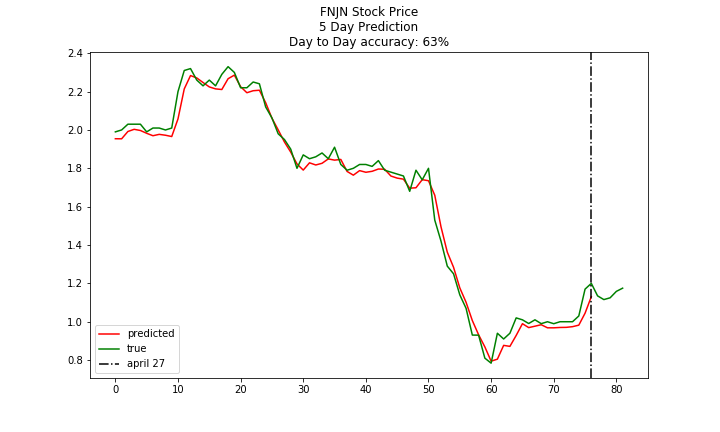 FNJN Stock Price
5 Day Prediction
Day to Day accuracy: 63%
2.4
2.2
2.0
1.8
1.6
1.4
1.2
1.0
0.8
predicted
true
april 27
0 10 20 30 40 50 60 70 80